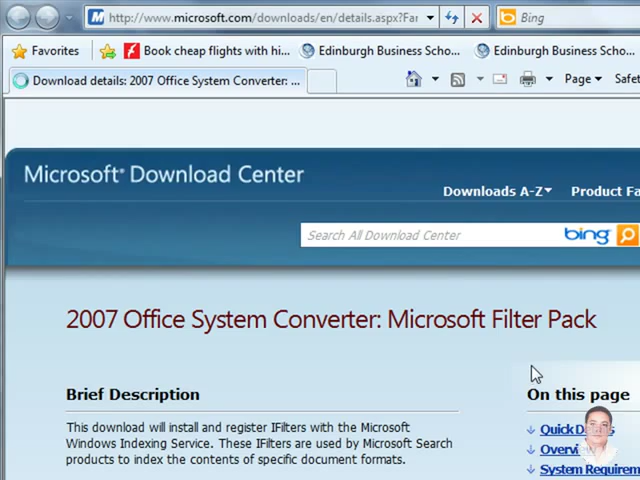 http://www.microsoft.com/downloads/en/details.aspx?Far
Bing
Favorites
Book cheap flights with hi...
Edinburgh Business Scho...
Edinburgh Business Scho...
Download details: 2007 Office System Converter: ...
Page
Safet
Microsoft® Download Center
Downloads A-Z
Product Fa
Search All Download Center
bing
2007 Office System Converter: Microsoft Filter Pack
Brief Description
This download will install and register IFilters with the Microsoft
Windows Indexing Service. These IFilters are used by Microsoft Search
products to index the contents of specific document formats.
On this page
Quick
Overview
System Requirem